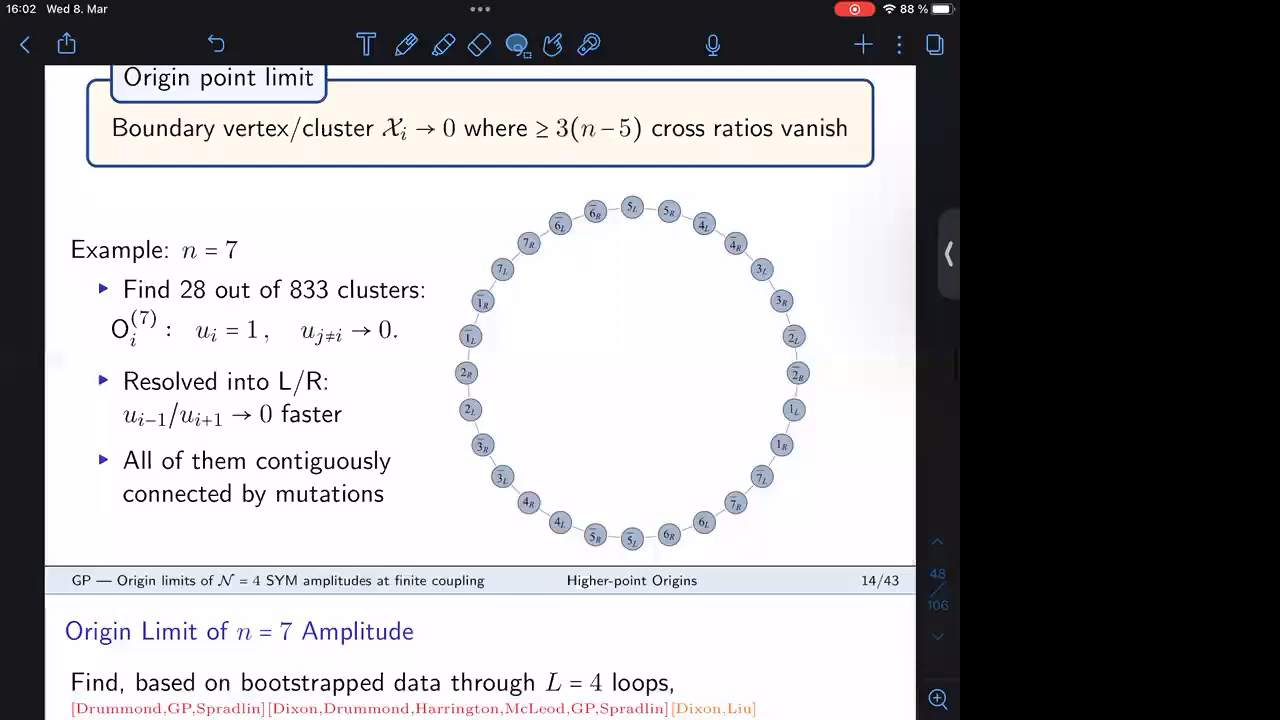 16:02 Wed 8. Mar
88 %
Origin point limit
Boundary vertex/cluster 𝒳ᵢ → 0 where ≥ 3(n − 5) cross ratios vanish
Example: n = 7
Find 28 out of 833 clusters:
Oᵢ⁽⁷⁾ : uᵢ = 1 , uⱼ≠ᵢ → 0.
Resolved into L/R:
uᵢ₋₁/uᵢ₊₁ → 0 faster
All of them contiguously
connected by mutations
GP — Origin limits of 𝒩 = 4 SYM amplitudes at finite coupling Higher-point Origins 14/43
48
106
Origin Limit of n = 7 Amplitude
Find, based on bootstrapped data through L = 4 loops,
[Drummond,GP,Spradlin][Dixon,Drummond,Harrington,McLeod,GP,Spradlin][Dixon,Liu]